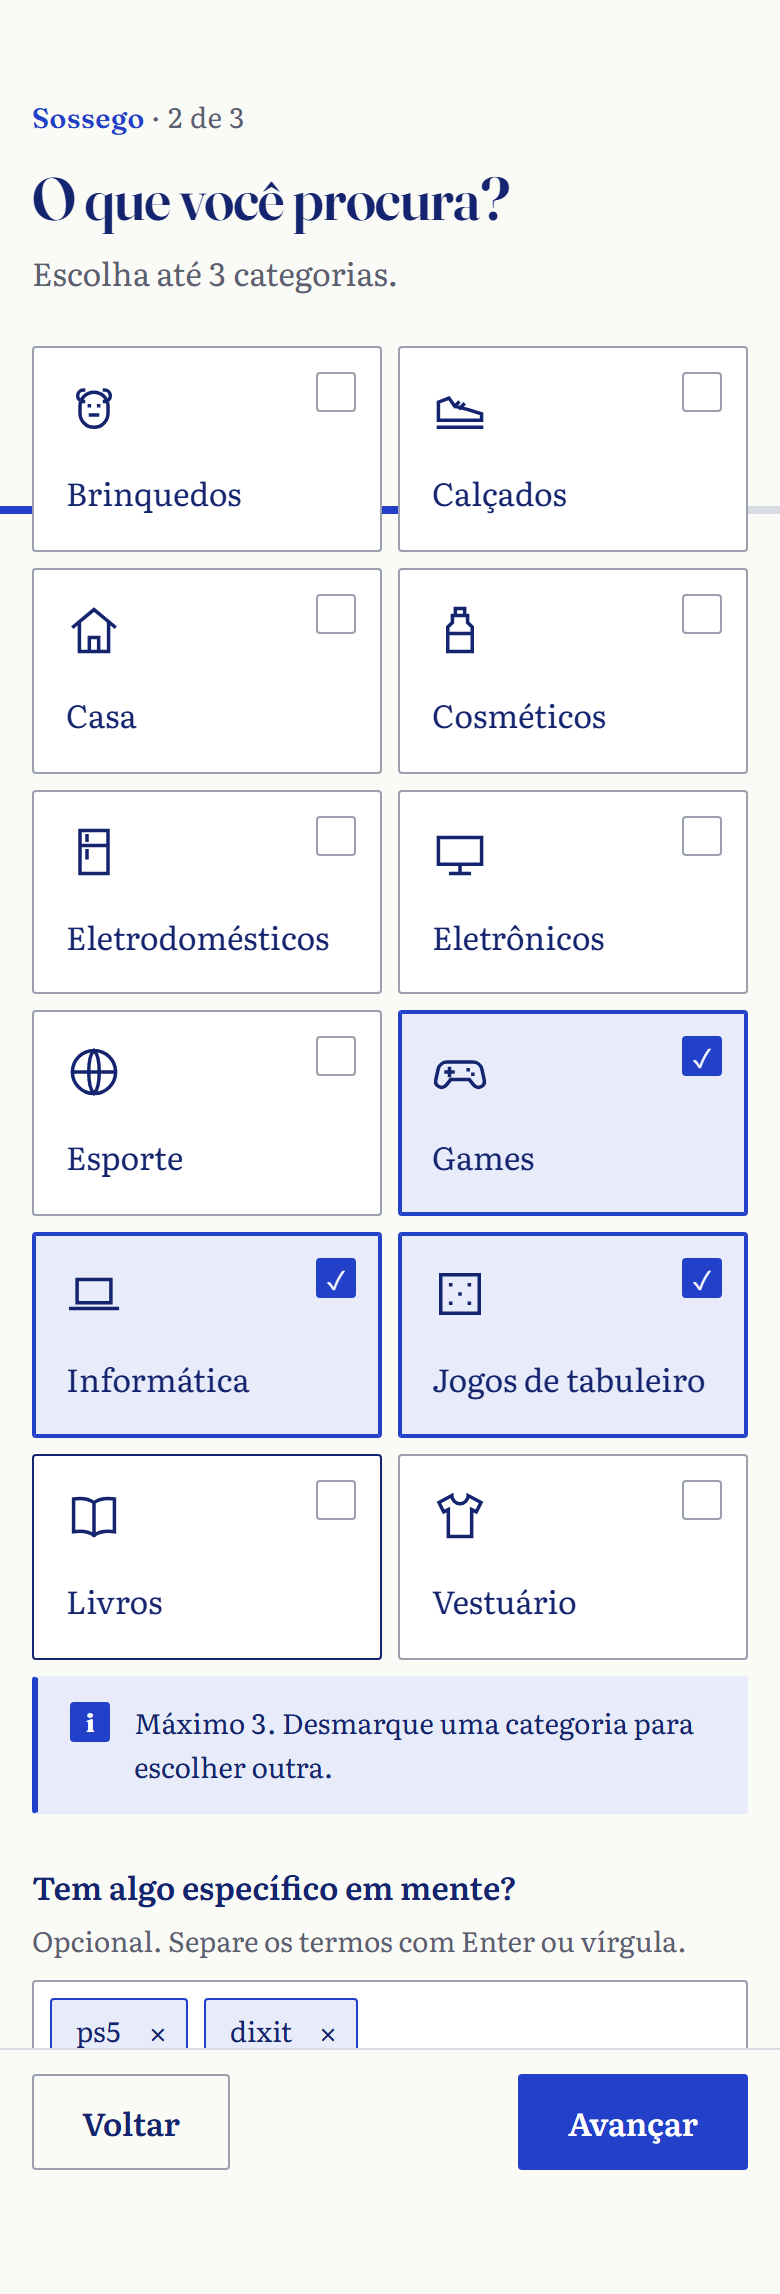 Sossego · 2 de 3
O que você procura?
Escolha até 3 categorias.
Brinquedos
Calçados
Casa
Cosméticos
Eletrodomésticos
Eletrônicos
Esporte
Games
Informática
Jogos de tabuleiro
Livros
Vestuário
i Máximo 3. Desmarque uma categoria para
escolher outra.
Tem algo específico em mente?
Opcional. Separe os termos com Enter ou vírgula.
ps5 × dixit ×
Voltar
Avançar